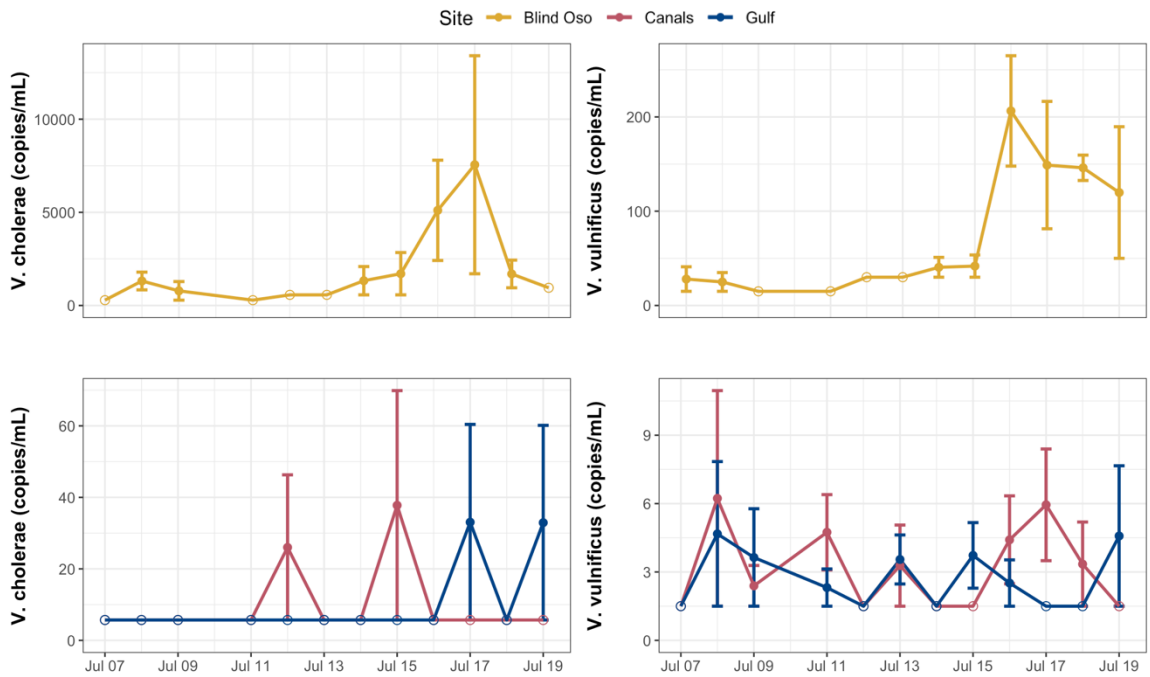 Site Blind Oso Canals Gulf
V. cholerae (copies/mL)
10000
5000
0
V. vulnificus (copies/mL)
200
100
0
V. cholerae (copies/mL)
60
40
20
0
Jul 07 Jul 09 Jul 11 Jul 13 Jul 15 Jul 17 Jul 19
V. vulnificus (copies/mL)
9
6
3
0
Jul 07 Jul 09 Jul 11 Jul 13 Jul 15 Jul 17 Jul 19